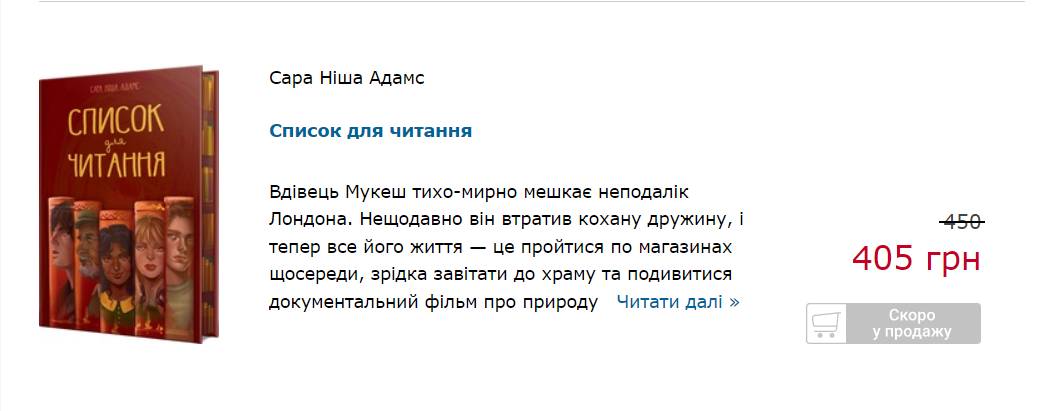 САРА НІША АДАМС
СПИСОК
для
ЧИТАННЯ
Сара Ніша Адамс
Список для читання
Вдівець Мукеш тихо-мирно мешкає неподалік
Лондона. Нещодавно він втратив кохану дружину, і
тепер все його життя — це пройтися по магазинах
щосереди, зрідка завітати до храму та подивитися
документальний фільм про природу Читати далі »
450
405 грн
Скоро
у продажу